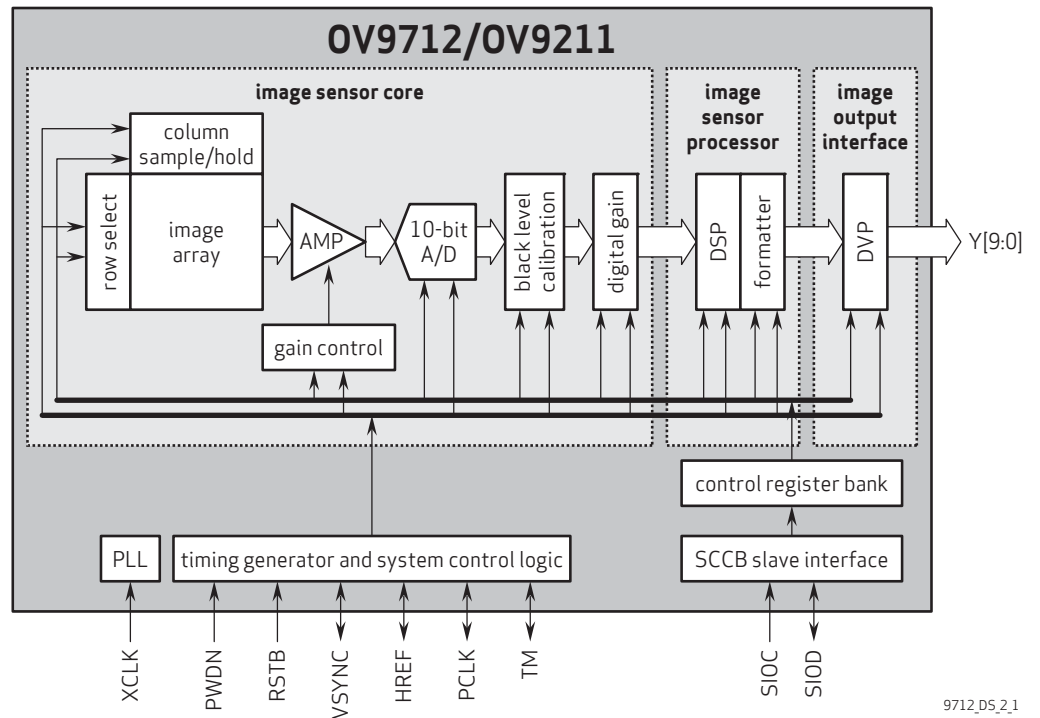 OV9712/OV9211
image sensor core
image
sensor
processor
image
output
interface
column
sample/hold
row select
image
array
AMP
10-bit
A/D
black level
calibration
digital gain
DSP
formatter
DVP
Y[9:0]
gain control
control register bank
PLL
timing generator and system control logic
SCCB slave interface
XCLK
PWDN
RSTB
VSYNC
HREF
PCLK
TM
SIOC
SIOD
9712_DS_2_1